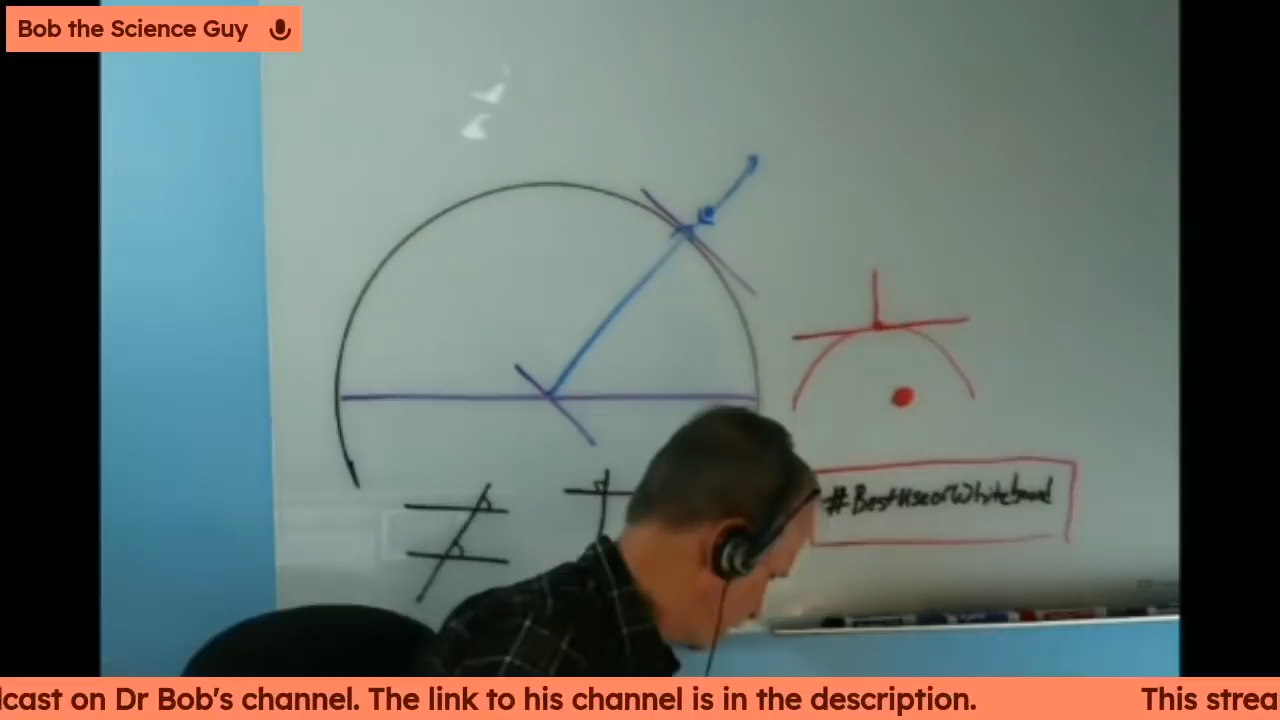 Bob the Science Guy
#BestUseofWhiteboard
dcast on Dr Bob's channel. The link to his channel is in the description. This strea